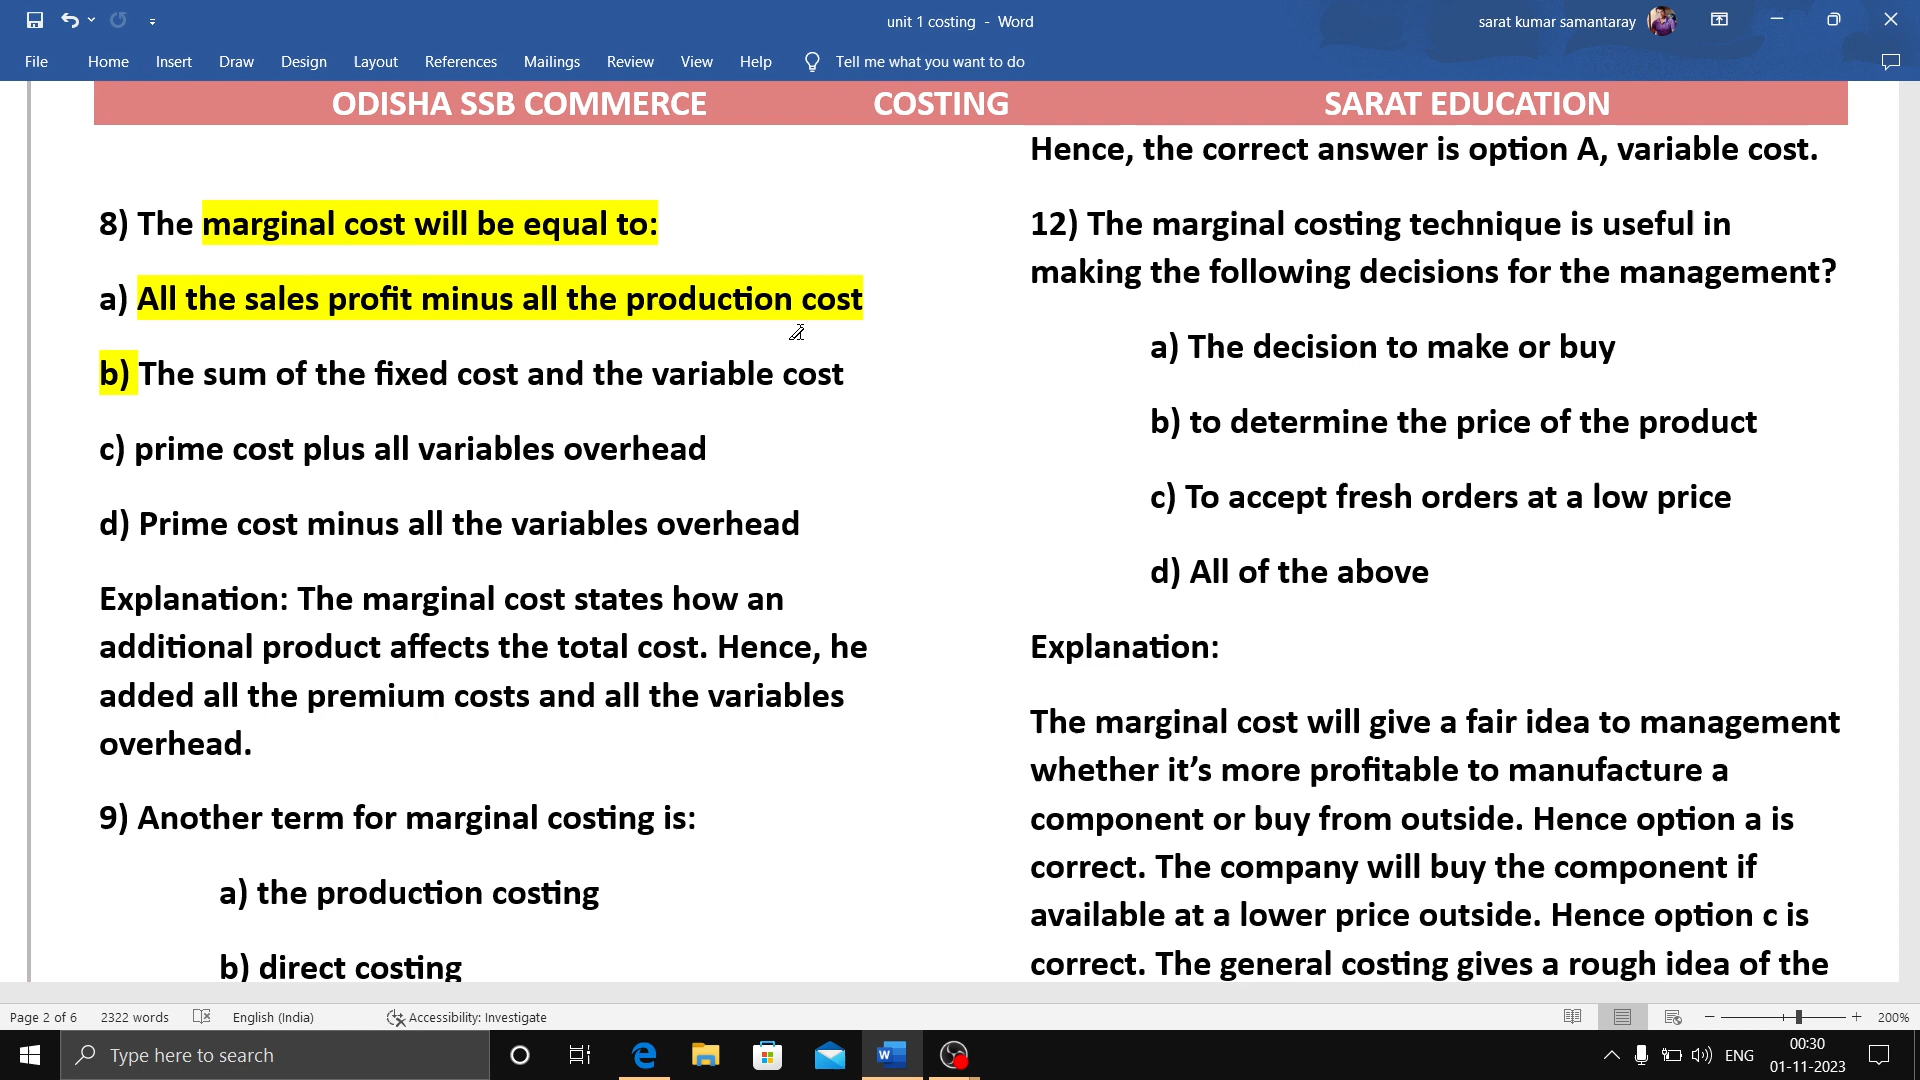 unit 1 costing - Word
sarat kumar samantaray
File Home Insert Draw Design Layout References Mailings Review View Help Tell me what you want to do
ODISHA SSB COMMERCE COSTING SARAT EDUCATION
8) The marginal cost will be equal to:
a) All the sales profit minus all the production cost
b) The sum of the fixed cost and the variable cost
c) prime cost plus all variables overhead
d) Prime cost minus all the variables overhead
Explanation: The marginal cost states how an
additional product affects the total cost. Hence, he
added all the premium costs and all the variables
overhead.
9) Another term for marginal costing is:
a) the production costing
b) direct costing
Hence, the correct answer is option A, variable cost.
12) The marginal costing technique is useful in
making the following decisions for the management?
a) The decision to make or buy
b) to determine the price of the product
c) To accept fresh orders at a low price
d) All of the above
Explanation:
The marginal cost will give a fair idea to management
whether it’s more profitable to manufacture a
component or buy from outside. Hence option a is
correct. The company will buy the component if
available at a lower price outside. Hence option c is
correct. The general costing gives a rough idea of the
Page 2 of 6 2322 words English (India) Accessibility: Investigate 200%
Type here to search
ENG
00:30
01-11-2023